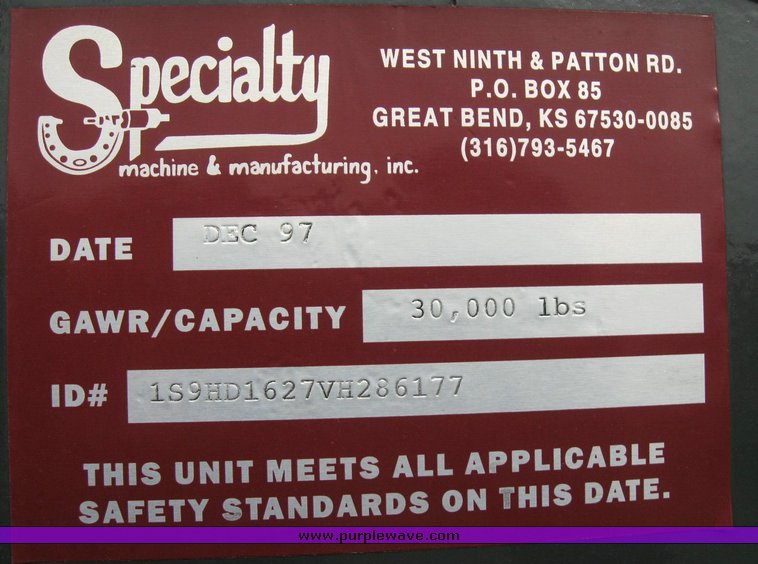 Specialty
machine & manufacturing, inc.
WEST NINTH & PATTON RD.
P.O. BOX 85
GREAT BEND, KS 67530-0085
(316)793-5467
DATE DEC 97
GAWR/CAPACITY 30,000 lbs
ID# 1S9HD1627VH286177
THIS UNIT MEETS ALL APPLICABLE
SAFETY STANDARDS ON THIS DATE.
www.purplewave.com